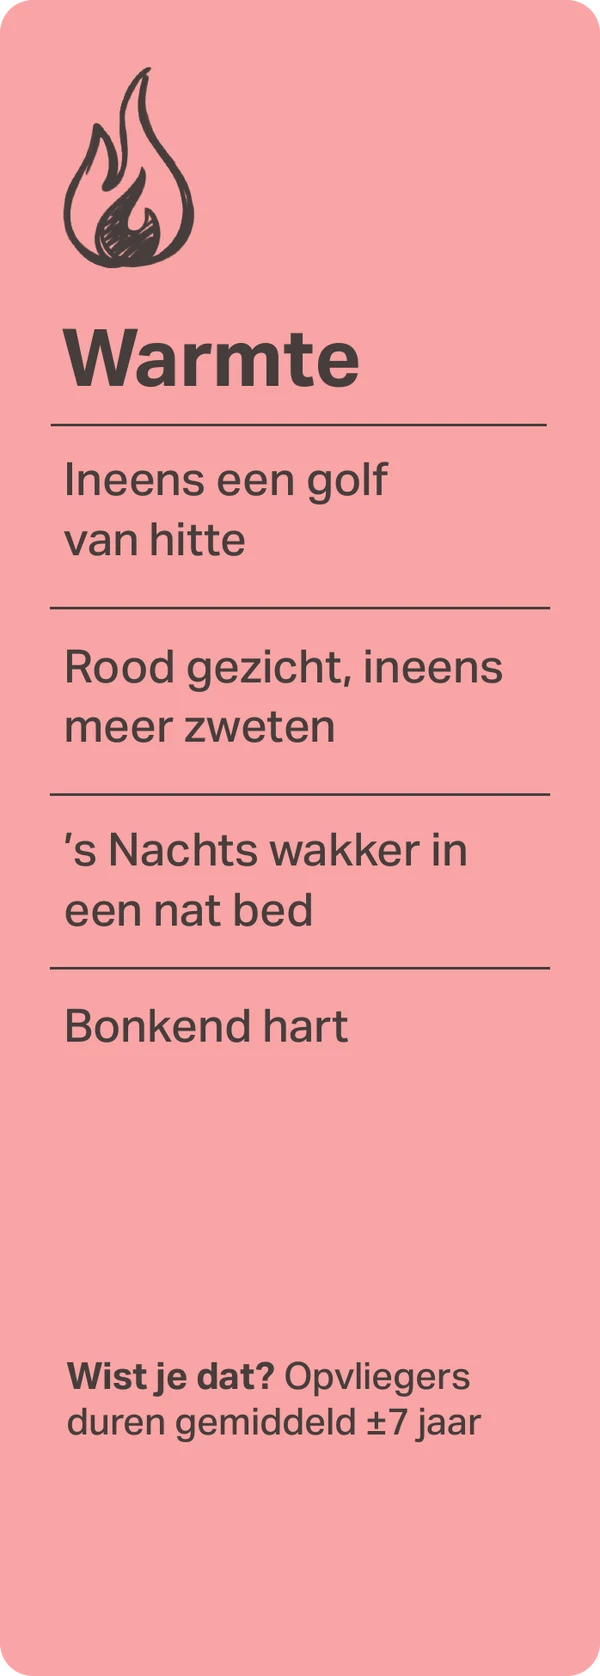 Warmte
Ineens een golf
van hitte
Rood gezicht, ineens
meer zweten
’s Nachts wakker in
een nat bed
Bonkend hart
Wist je dat? Opvliegers
duren gemiddeld ±7 jaar